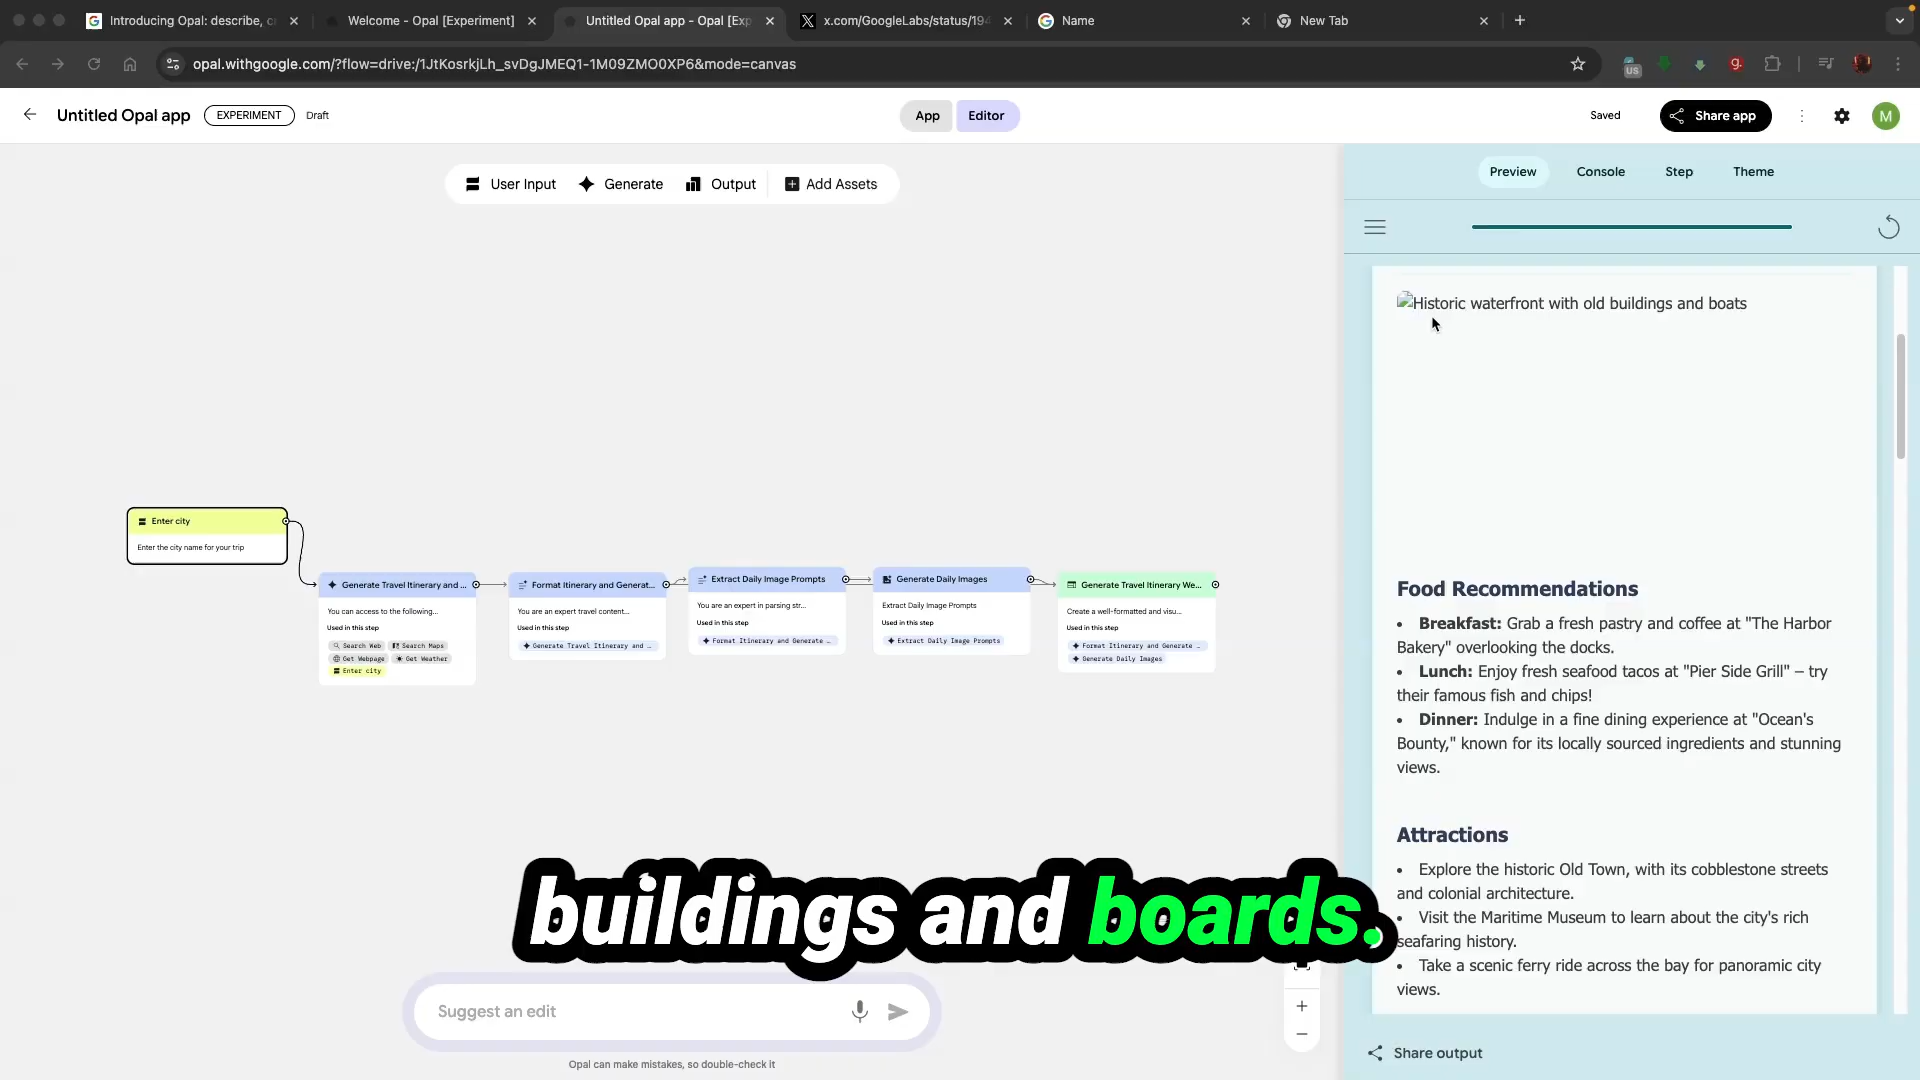 Introducing Opal: describe, c
Welcome - Opal [Experiment]
Untitled Opal app - Opal [Exp
x.com/GoogleLabs/status/194
Name
New Tab
opal.withgoogle.com/?flow=drive:/1JtKosrkjLh_svDgJMEQ1-1M09ZMO0XP6&mode=canvas
US
g.
Untitled Opal app
EXPERIMENT
Draft
App
Editor
Saved
Share app
M
User Input
Generate
Output
Add Assets
Preview
Console
Step
Theme
Enter city
Enter the city name for your trip
Generate Travel Itinerary and ...
You can access to the following...
Used in this step
Search Web
Search Maps
Get Webpage
Get Weather
Enter city
Format Itinerary and Generat...
You are an expert travel content...
Used in this step
Generate Travel Itinerary and ...
Extract Daily Image Prompts
You are an expert in parsing str...
Used in this step
Format Itinerary and Generate ...
Generate Daily Images
Extract Daily Image Prompts
Used in this step
Extract Daily Image Prompts
Generate Travel Itinerary We...
Create a well-formatted and visu...
Used in this step
Format Itinerary and Generate ...
Generate Daily Images
Historic waterfront with old buildings and boats
Food Recommendations
• Breakfast: Grab a fresh pastry and coffee at "The Harbor
Bakery" overlooking the docks.
• Lunch: Enjoy fresh seafood tacos at "Pier Side Grill" – try
their famous fish and chips!
• Dinner: Indulge in a fine dining experience at "Ocean's
Bounty," known for its locally sourced ingredients and stunning
views.
Attractions
• Explore the historic Old Town, with its cobblestone streets
and colonial architecture.
• Visit the Maritime Museum to learn about the city's rich
seafaring history.
• Take a scenic ferry ride across the bay for panoramic city
views.
buildings and boards.
Suggest an edit
Opal can make mistakes, so double-check it
Share output